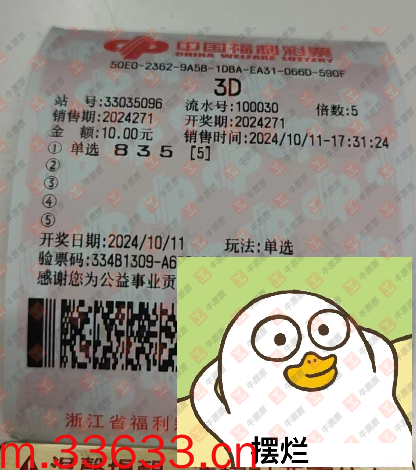 中国福利彩票
CHINA WELFARE LOTTERY
50E0-2362-9A5B-10BA-EA31-066D-590F
3D
站 号:33035096 流水号:100030 倍数:5
销售期:2024271 开奖期:2024271
金 额:10.00元 销售时间:2024/10/11-17:31:24
① 单选 835 [5]
②
③
④
⑤
开奖日期:2024/10/11 玩法:单选
验票码:334B1309-A6
感谢您为公益事业贡
浙江省福利彩
m.33633.cn
摆烂